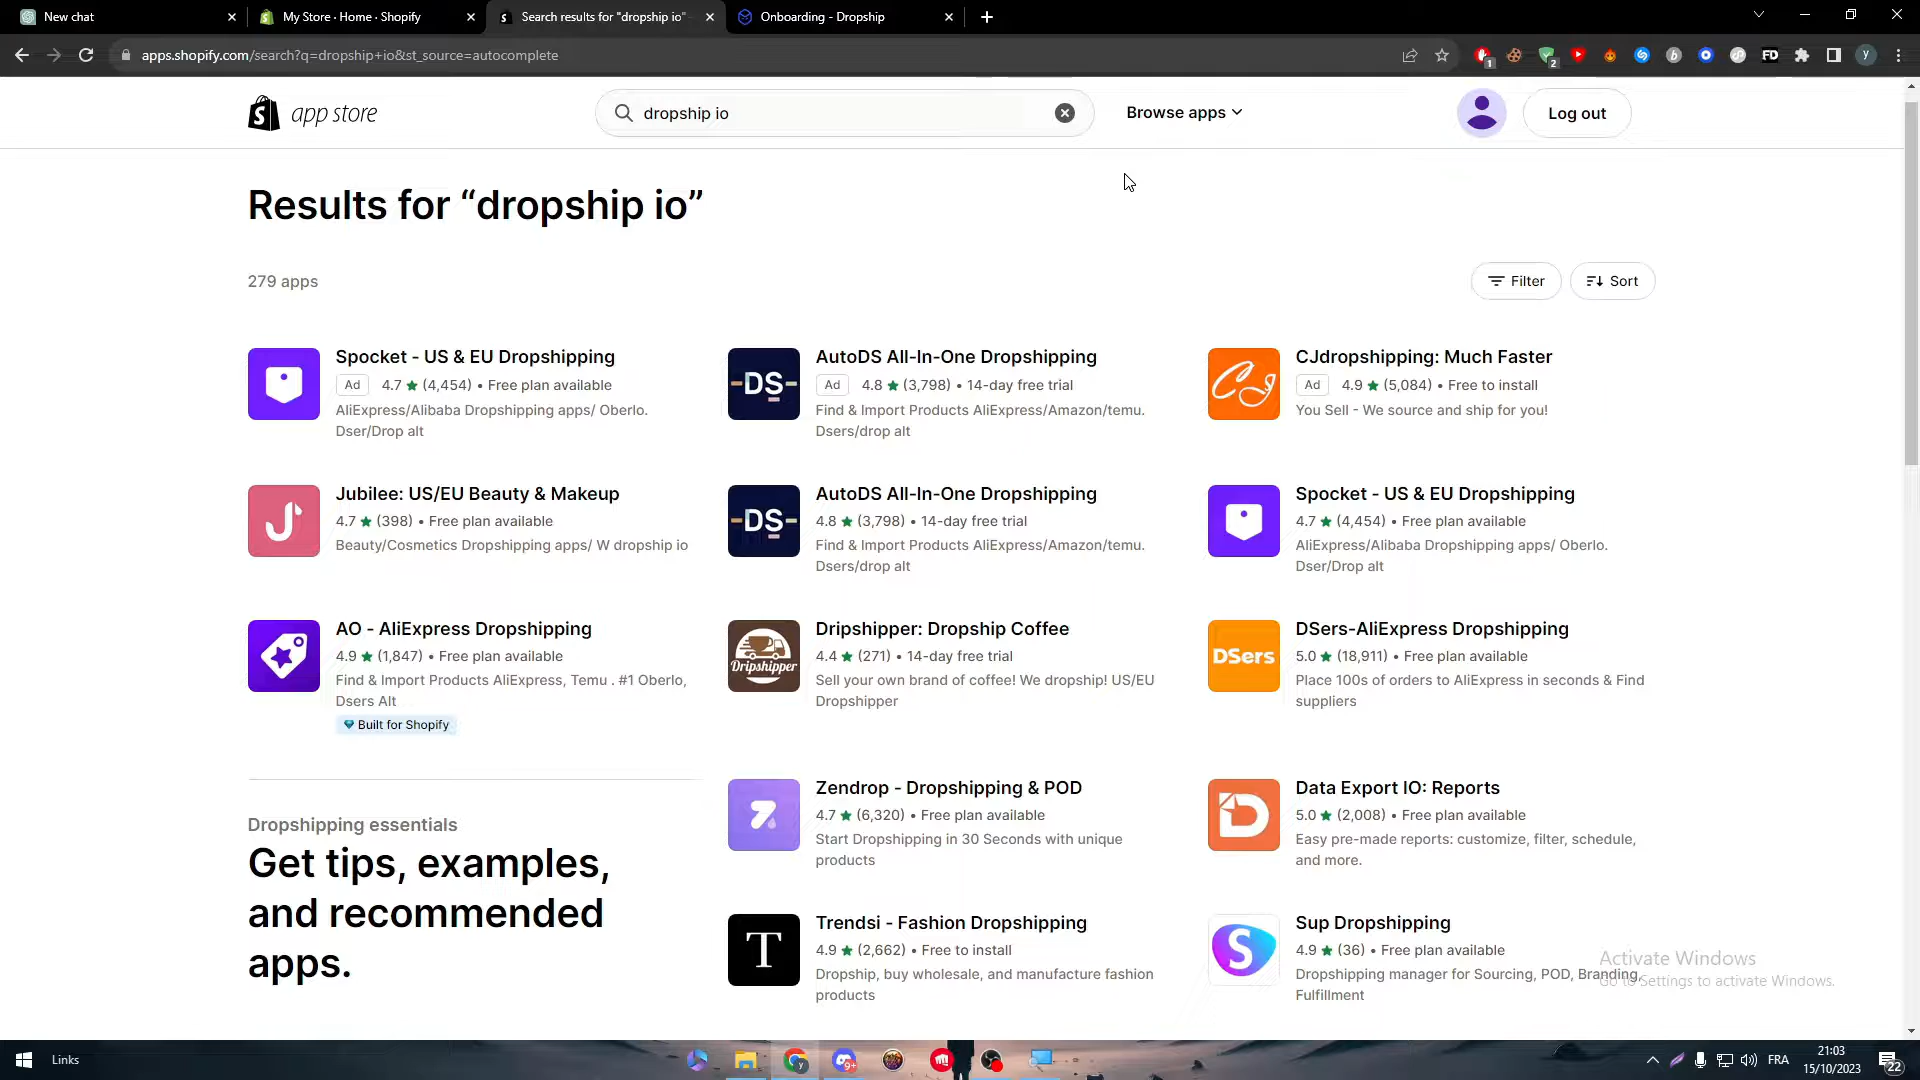 New chat
My Store · Home · Shopify
Search results for "dropship io"
Onboarding - Dropship
apps.shopify.com/search?q=dropship+io&st_source=autocomplete
1
2
FD
y
app store
dropship io
Browse apps
Log out
Results for “dropship io”
279 apps
Filter
Sort
Spocket - US & EU Dropshipping
Ad 4.7 ★ (4,454) • Free plan available
AliExpress/Alibaba Dropshipping apps/ Oberlo.
Dser/Drop alt
-DS-
AutoDS All-In-One Dropshipping
Ad 4.8 ★ (3,798) • 14-day free trial
Find & Import Products AliExpress/Amazon/temu.
Dsers/drop alt
CJ
CJdropshipping: Much Faster
Ad 4.9 ★ (5,084) • Free to install
You Sell - We source and ship for you!
Jubilee: US/EU Beauty & Makeup
4.7 ★ (398) • Free plan available
Beauty/Cosmetics Dropshipping apps/ W dropship io
-DS-
AutoDS All-In-One Dropshipping
4.8 ★ (3,798) • 14-day free trial
Find & Import Products AliExpress/Amazon/temu.
Dsers/drop alt
Spocket - US & EU Dropshipping
4.7 ★ (4,454) • Free plan available
AliExpress/Alibaba Dropshipping apps/ Oberlo.
Dser/Drop alt
AO - AliExpress Dropshipping
4.9 ★ (1,847) • Free plan available
Find & Import Products AliExpress, Temu . #1 Oberlo,
Dsers Alt
Built for Shopify
Dripshipper
Dripshipper: Dropship Coffee
4.4 ★ (271) • 14-day free trial
Sell your own brand of coffee! We dropship! US/EU
Dropshipper
DSers
DSers-AliExpress Dropshipping
5.0 ★ (18,911) • Free plan available
Place 100s of orders to AliExpress in seconds & Find
suppliers
Dropshipping essentials
Get tips, examples,
and recommended
apps.
Zendrop - Dropshipping & POD
4.7 ★ (6,320) • Free plan available
Start Dropshipping in 30 Seconds with unique
products
Data Export IO: Reports
5.0 ★ (2,008) • Free plan available
Easy pre-made reports: customize, filter, schedule,
and more.
T
Trendsi - Fashion Dropshipping
4.9 ★ (2,662) • Free to install
Dropship, buy wholesale, and manufacture fashion
products
S
Sup Dropshipping
4.9 ★ (36) • Free plan available
Dropshipping manager for Sourcing, POD, Branding,
Fulfillment
Activate Windows
Go to Settings to activate Windows.
Links
9+
FRA
21:03
15/10/2023
22